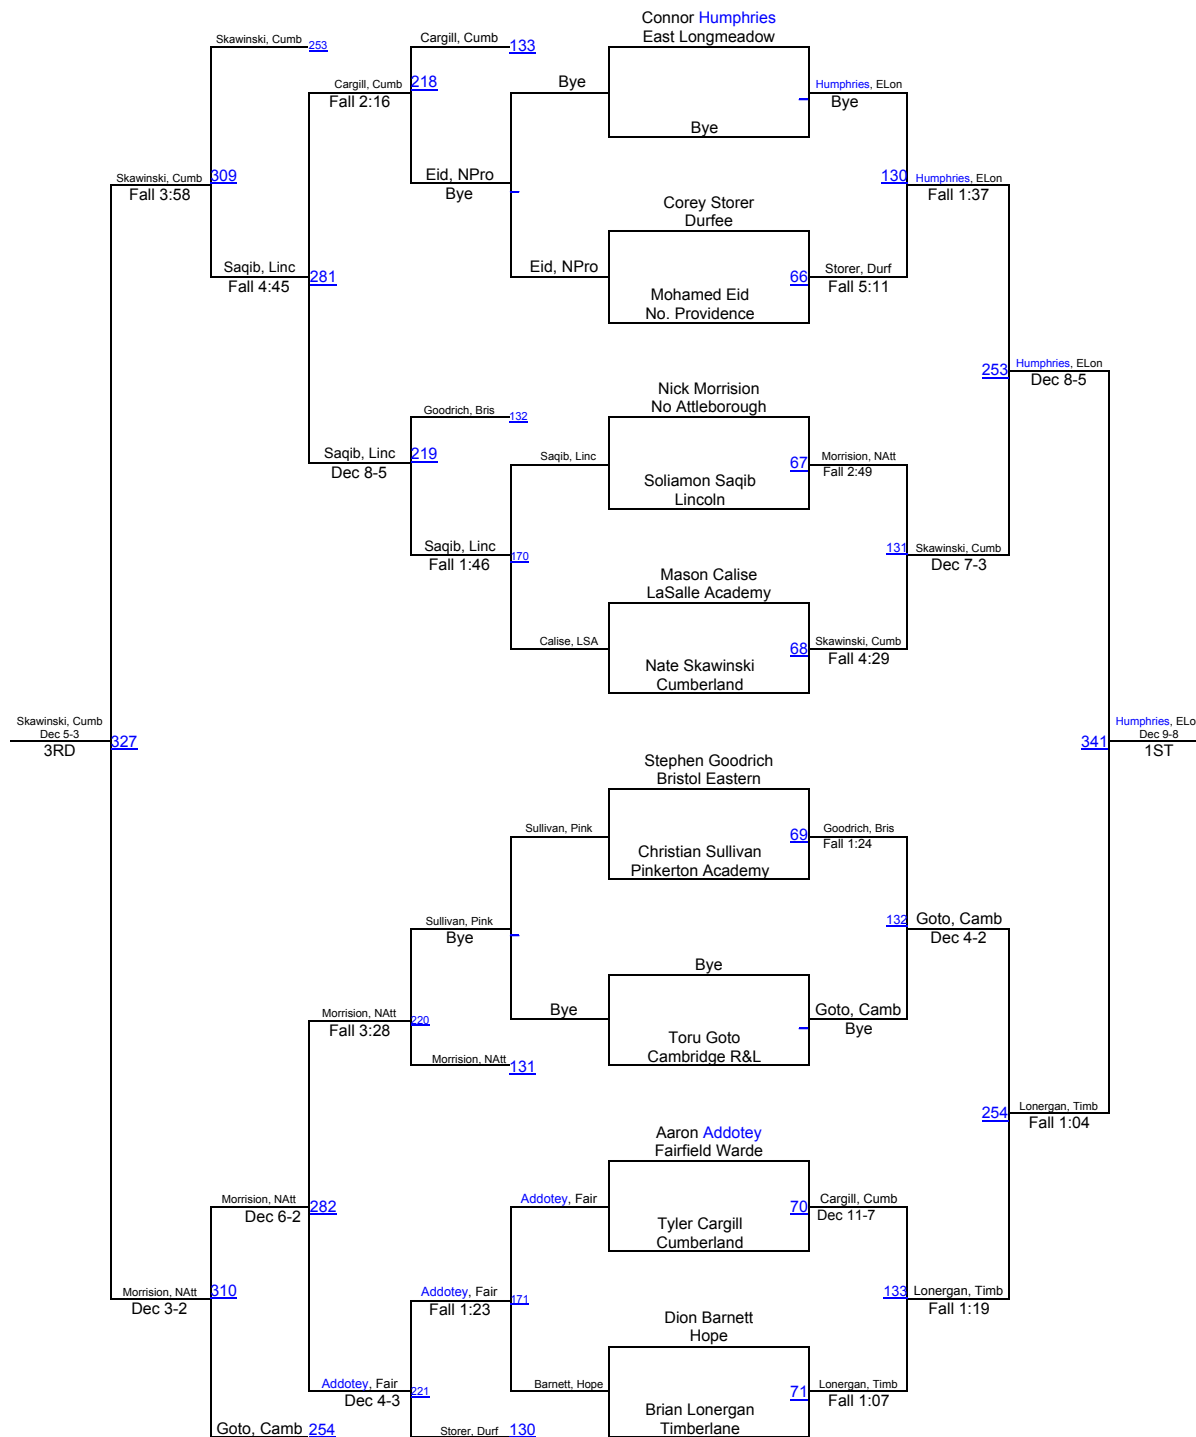 Connor Humphries
East Longmeadow
Skawinski, Cumb 253
Cargill, Cumb 133
Bye
Humphries, ELon
Bye
Cargill, Cumb 218
Fall 2:16
Bye
Skawinski, Cumb 309
Fall 3:58
Eid, NPro
Bye
130 Humphries, ELon
Fall 1:37
Corey Storer
Durfee
Saqib, Linc 281
Fall 4:45
Eid, NPro
66 Storer, Durf
Fall 5:11
Mohamed Eid
No. Providence
253 Humphries, ELon
Dec 8-5
Nick Morrision
No Attleborough
Goodrich, Bris 132
Saqib, Linc 219
Dec 8-5
Saqib, Linc
67 Morrision, NAtt
Fall 2:49
Soliamon Saqib
Lincoln
Saqib, Linc 170
Fall 1:46
131 Skawinski, Cumb
Dec 7-3
Mason Calise
LaSalle Academy
Calise, LSA
68 Skawinski, Cumb
Fall 4:29
Nate Skawinski
Cumberland
Skawinski, Cumb
Dec 5-3
3RD
327
341
Humphries, ELo
Dec 9-8
1ST
Stephen Goodrich
Bristol Eastern
Sullivan, Pink
69 Goodrich, Bris
Fall 1:24
Christian Sullivan
Pinkerton Academy
Sullivan, Pink
Bye
132 Goto, Camb
Dec 4-2
Bye
Morrision, NAtt 220
Fall 3:28
Bye
Goto, Camb
Bye
Toru Goto
Cambridge R&L
Morrision, NAtt 131
254 Lonergan, Timb
Fall 1:04
Aaron Addotey
Fairfield Warde
Morrision, NAtt 282
Dec 6-2
Addotey, Fair
70 Cargill, Cumb
Dec 11-7
Tyler Cargill
Cumberland
Morrision, NAtt 310
Dec 3-2
Addotey, Fair 171
Fall 1:23
133 Lonergan, Timb
Fall 1:19
Dion Barnett
Hope
Addotey, Fair 221
Dec 4-3
Barnett, Hope
71 Lonergan, Timb
Fall 1:07
Brian Lonergan
Timberlane
Goto, Camb 254
Storer, Durf 130